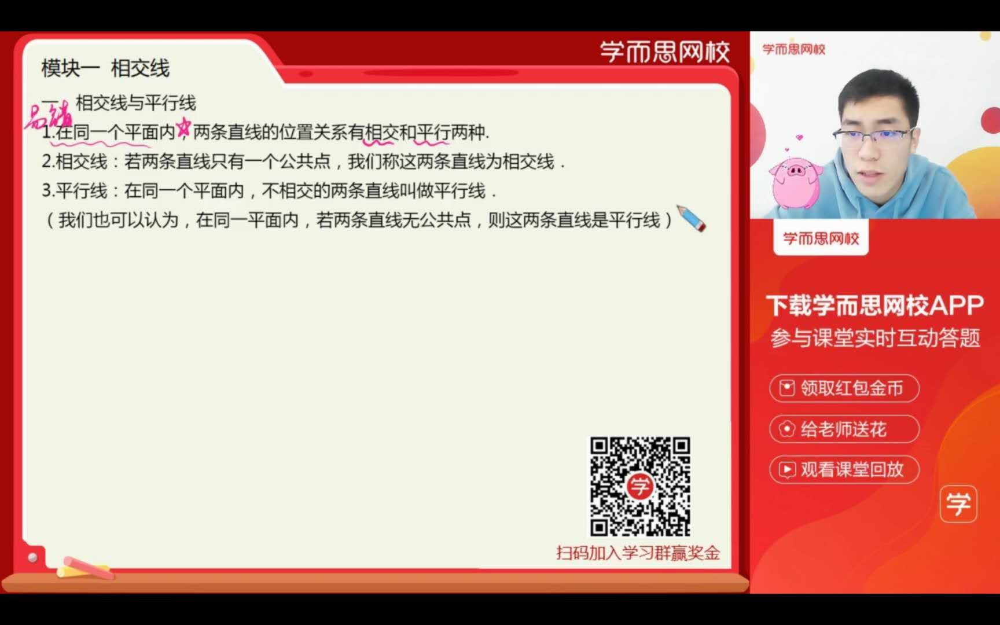 学而思网校
模块一 相交线
一、相交线与平行线
易错
1.在同一个平面内，两条直线的位置关系有相交和平行两种.
2.相交线：若两条直线只有一个公共点，我们称这两条直线为相交线．
3.平行线：在同一个平面内，不相交的两条直线叫做平行线．
（我们也可以认为，在同一平面内，若两条直线无公共点，则这两条直线是平行线）
学
扫码加入学习群赢奖金
学而思网校
学而思网校
下载学而思网校APP
参与课堂实时互动答题
领取红包金币
给老师送花
观看课堂回放
学